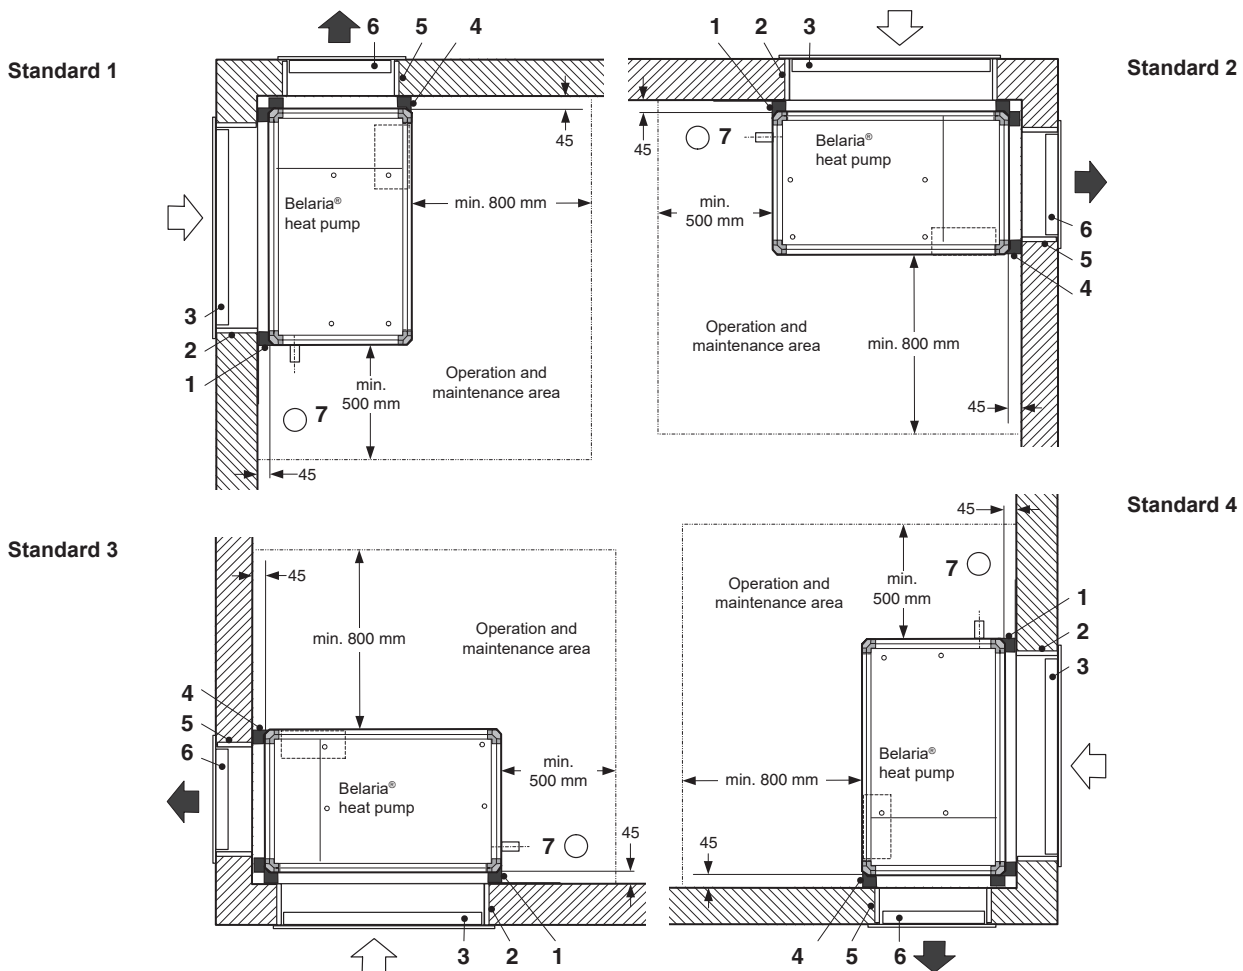 Standard 1
6
5
4
45
Belaria®
heat pump
min. 800 mm
3
2
1
min.
500 mm
Operation and
maintenance area
7
45
Standard 2
1
2
3
45
7
Belaria®
heat pump
min.
500 mm
6
5
4
Operation and
maintenance area
min. 800 mm
45
Standard 3
45
min. 800 mm
Operation and
maintenance area
4
5
6
Belaria®
heat pump
min.
500 mm
7
45
3
2
1
Standard 4
45
7
Operation and
maintenance area
min.
500 mm
1
2
3
Belaria®
heat pump
min. 800 mm
45
4
5
6